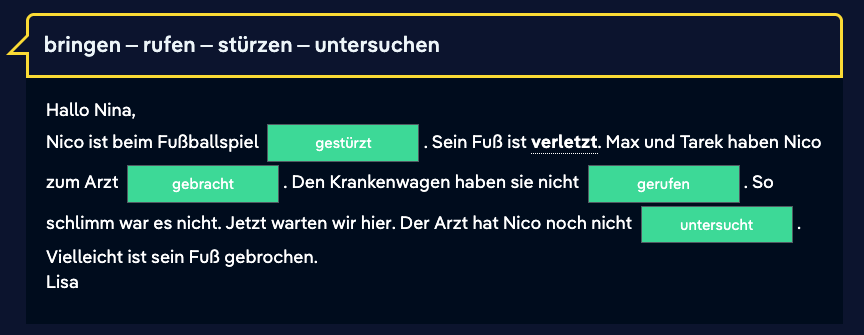 bringen – rufen – stürzen – untersuchen
Hallo Nina,
Nico ist beim Fußballspiel gestürzt . Sein Fuß ist verletzt. Max und Tarek haben Nico
zum Arzt gebracht . Den Krankenwagen haben sie nicht gerufen . So
schlimm war es nicht. Jetzt warten wir hier. Der Arzt hat Nico noch nicht untersucht .
Vielleicht ist sein Fuß gebrochen.
Lisa